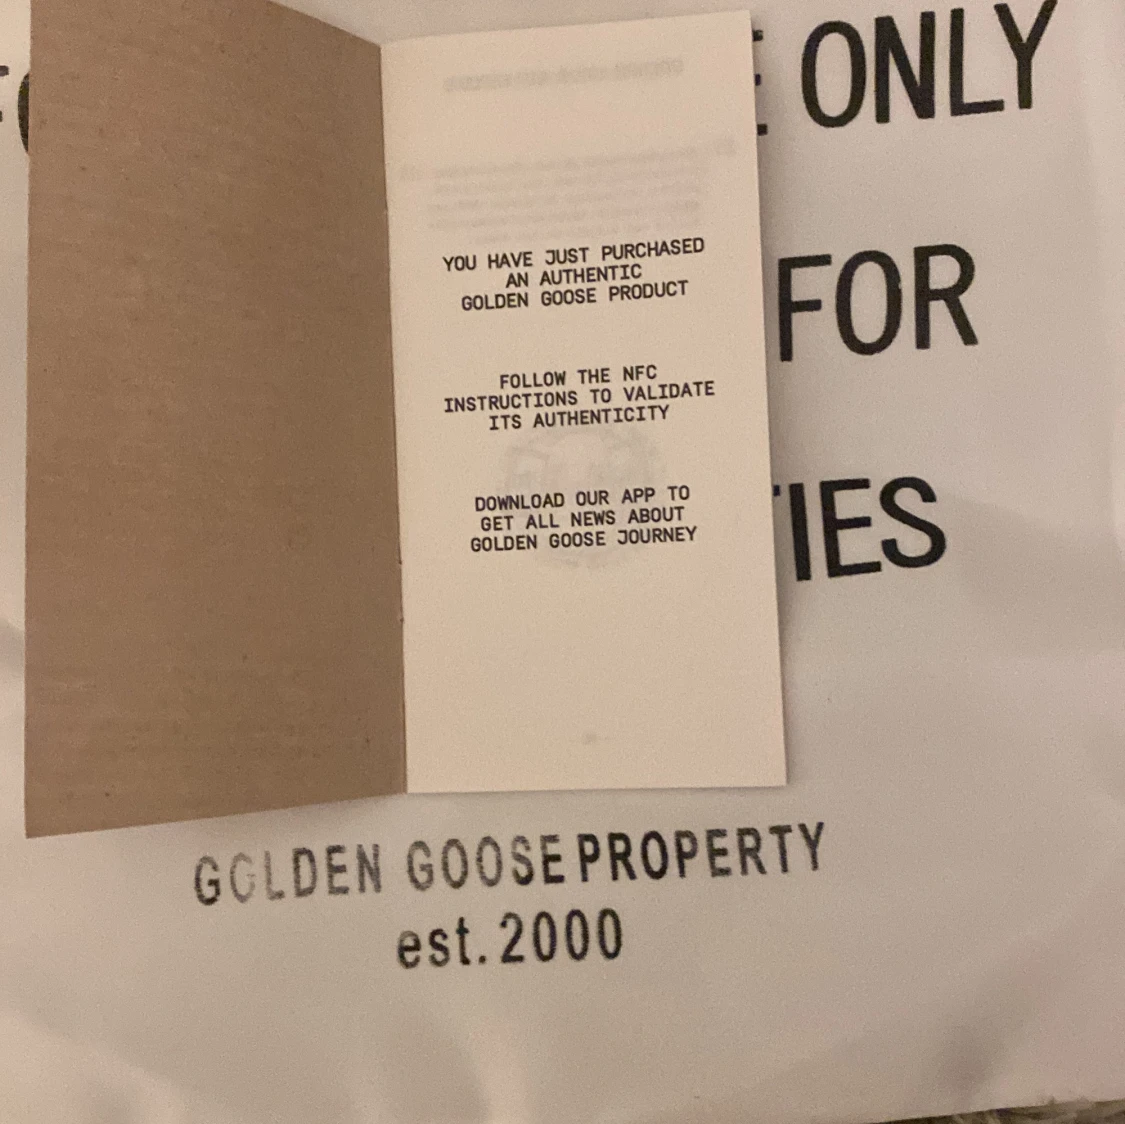 ONLY
FOR
YOU HAVE JUST PURCHASED
AN AUTHENTIC
GOLDEN GOOSE PRODUCT
FOLLOW THE NFC
INSTRUCTIONS TO VALIDATE
ITS AUTHENTICITY
DOWNLOAD OUR APP TO
GET ALL NEWS ABOUT
GOLDEN GOOSE JOURNEY
GOLDEN GOOSE PROPERTY
est.2000